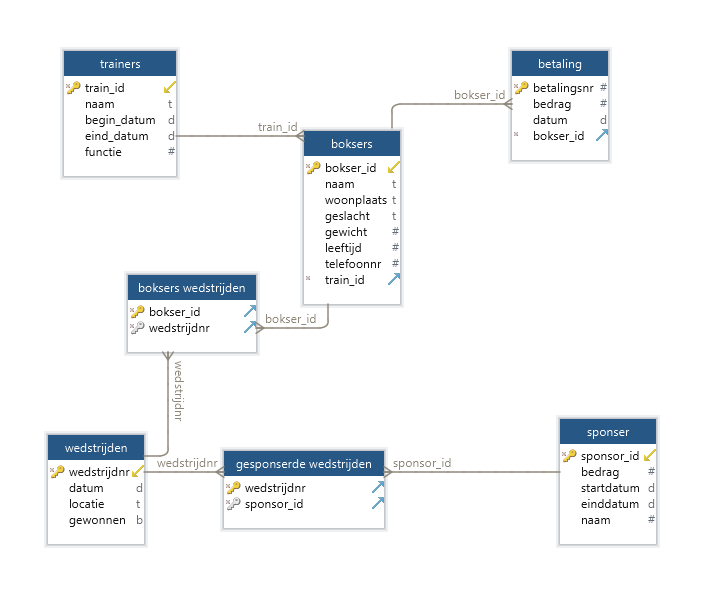 trainers
train_id
naam t
begin_datum d
eind_datum d
functie #
train_id
betaling
betalingsnr #
bedrag #
datum d
bokser_id
bokser_id
boksers
bokser_id
naam t
woonplaats t
geslacht t
gewicht #
leeftijd #
telefoonnr #
train_id
boksers wedstrijden
bokser_id
wedstrijdnr
bokser_id
wedstrijdnr
wedstrijden
wedstrijdnr
datum d
locatie t
gewonnen b
wedstrijdnr
gesponserde wedstrijden
wedstrijdnr
sponsor_id
sponsor_id
sponser
sponsor_id
bedrag #
startdatum d
einddatum d
naam #